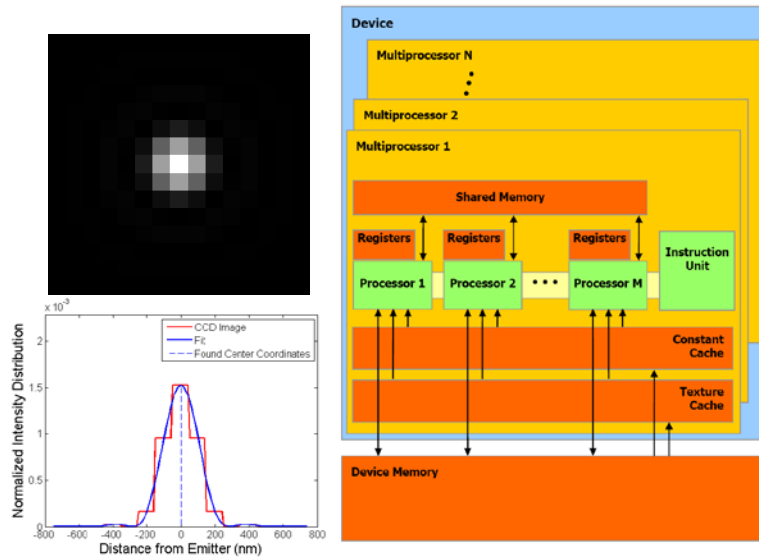 Device
Multiprocessor N
Multiprocessor 2
Multiprocessor 1
Shared Memory
Registers
Registers
Registers
Instruction
Unit
Processor 1
Processor 2
Processor M
Constant
Cache
Texture
Cache
Device Memory
x 10⁻³
CCD Image
Fit
Found Center Coordinates
Normalized Intensity Distribution
2
1.5
1
0.5
0
-800
-600
-400
-200
0
200
400
600
800
Distance from Emitter (nm)